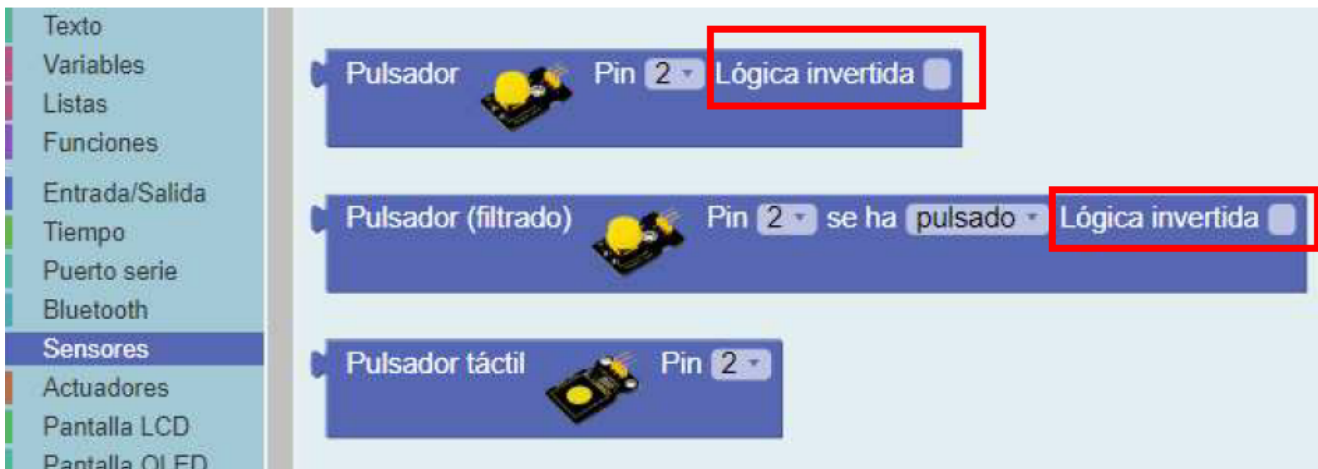 Texto
Variables
Listas
Funciones
Entrada/Salida
Tiempo
Puerto serie
Bluetooth
Sensores
Actuadores
Pantalla LCD
Pantalla OLED
Pulsador Pin 2 Lógica invertida
Pulsador (filtrado) Pin 2 se ha pulsado Lógica invertida
Pulsador táctil Pin 2